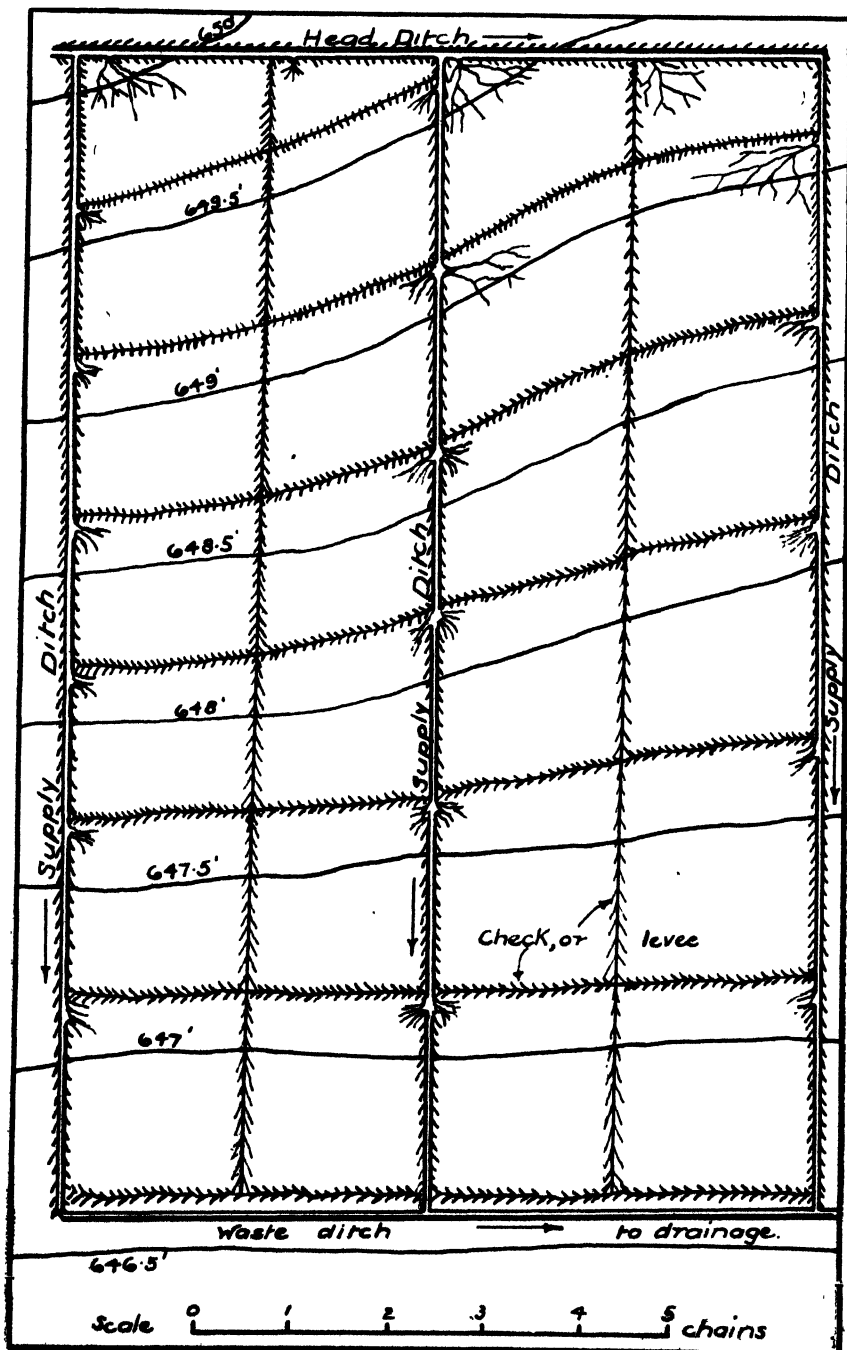 650'
Head Ditch
649.5'
649'
648.5'
648'
647.5'
647'
646.5'
Supply Ditch
Supply Ditch
Supply Ditch
Check, or levee
Waste ditch to drainage.
Scale 0 1 2 3 4 5 chains